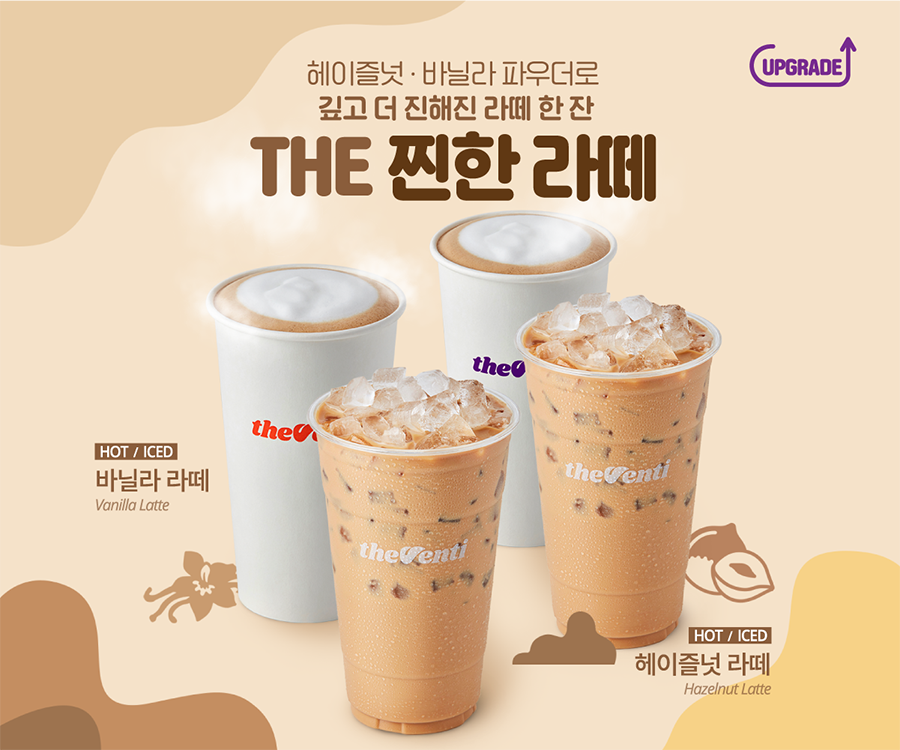 헤이즐넛 · 바닐라 파우더로
UPGRADE
깊고 더 진해진 라떼 한 잔
THE 찐한 라떼
theV
theventi
theventi
theventi
HOT / ICED
바닐라 라떼
Vanilla Latte
HOT / ICED
헤이즐넛 라떼
Hazelnut Latte